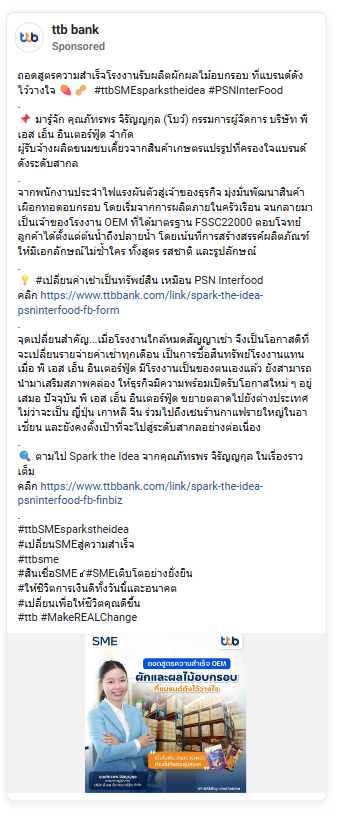 ttb bank
Sponsored
ถอดสูตรความสำเร็จโรงงานรับผลิตผักผลไม้อบกรอบ ที่แบรนด์ดัง
ไว้วางใจ 🍠🥜 #ttbSMEsparkstheidea #PSNInterFood
.
📌 มารู้จัก คุณภัทรพร จิรัญญกุล (โบว์) กรรมการผู้จัดการ บริษัท พี
เอส เอ็น อินเตอร์ฟู้ด จำกัด
ผู้รับจ้างผลิตขนมขบเคี้ยวจากสินค้าเกษตรแปรรูปที่ครองใจแบรนด์
ดังระดับสากล
.
จากพนักงานประจำไฟแรงผันตัวสู่เจ้าของธุรกิจ มุ่งมั่นพัฒนาสินค้า
เผือกทอดอบกรอบ โดยเริ่มจากการผลิตภายในครัวเรือน จนกลายมา
เป็นเจ้าของโรงงาน OEM ที่ได้มาตรฐาน FSSC22000 ตอบโจทย์
ลูกค้าได้ตั้งแต่ต้นน้ำถึงปลายน้ำ โดยเน้นที่การสร้างสรรค์ผลิตภัณฑ์
ให้มีเอกลักษณ์ไม่ซ้ำใคร ทั้งสูตร รสชาติ และรูปลักษณ์
.
💡 #เปลี่ยนค่าเช่าเป็นทรัพย์สิน เหมือน PSN Interfood
คลิก https://www.ttbbank.com/link/spark-the-idea-
psninterfood-fb-form
.
จุดเปลี่ยนสำคัญ...เมื่อโรงงานใกล้หมดสัญญาเช่า จึงเป็นโอกาสดีที่
จะเปลี่ยนรายจ่ายค่าเช่าทุกเดือน เป็นการซื้อสินทรัพย์โรงงานแทน
เมื่อ พี เอส เอ็น อินเตอร์ฟู้ด มีโรงงานเป็นของตนเองแล้ว ยังสามารถ
นำมาเสริมสภาพคล่อง ให้ธุรกิจมีความพร้อมเปิดรับโอกาสใหม่ ๆ อยู่
เสมอ ปัจจุบัน พี เอส เอ็น อินเตอร์ฟู้ด ขยายตลาดไปยังต่างประเทศ
ไม่ว่าจะเป็น ญี่ปุ่น เกาหลี จีน รวมไปถึงเชนร้านกาแฟรายใหญ่ในอา
เซียน และยังคงตั้งเป้าที่จะไปสู่ระดับสากลอย่างต่อเนื่อง
.
🔍 ตามไป Spark the Idea จากคุณภัทรพร จิรัญญกุล ในเรื่องราว
เต็ม
คลิก https://www.ttbbank.com/link/spark-the-idea-
psninterfood-fb-finbiz
.
#ttbSMEsparkstheidea
#เปลี่ยนSMEสู่ความสำเร็จ
#ttbsme
#สินเชื่อSME #SMEเติบโตอย่างยั่งยืน
#ให้ชีวิตการเงินดีทั้งวันนี้และอนาคต
#เปลี่ยนเพื่อให้ชีวิตคุณดีขึ้น
#ttb #MakeREALChange
SME ttb
ถอดสูตรความสำเร็จ OEM
ผักและผลไม้อบกรอบ
ที่แบรนด์ดังไว้วางใจ
คุณภัทรพร จิรัญญกุล
#ttbSMEsparkstheidea